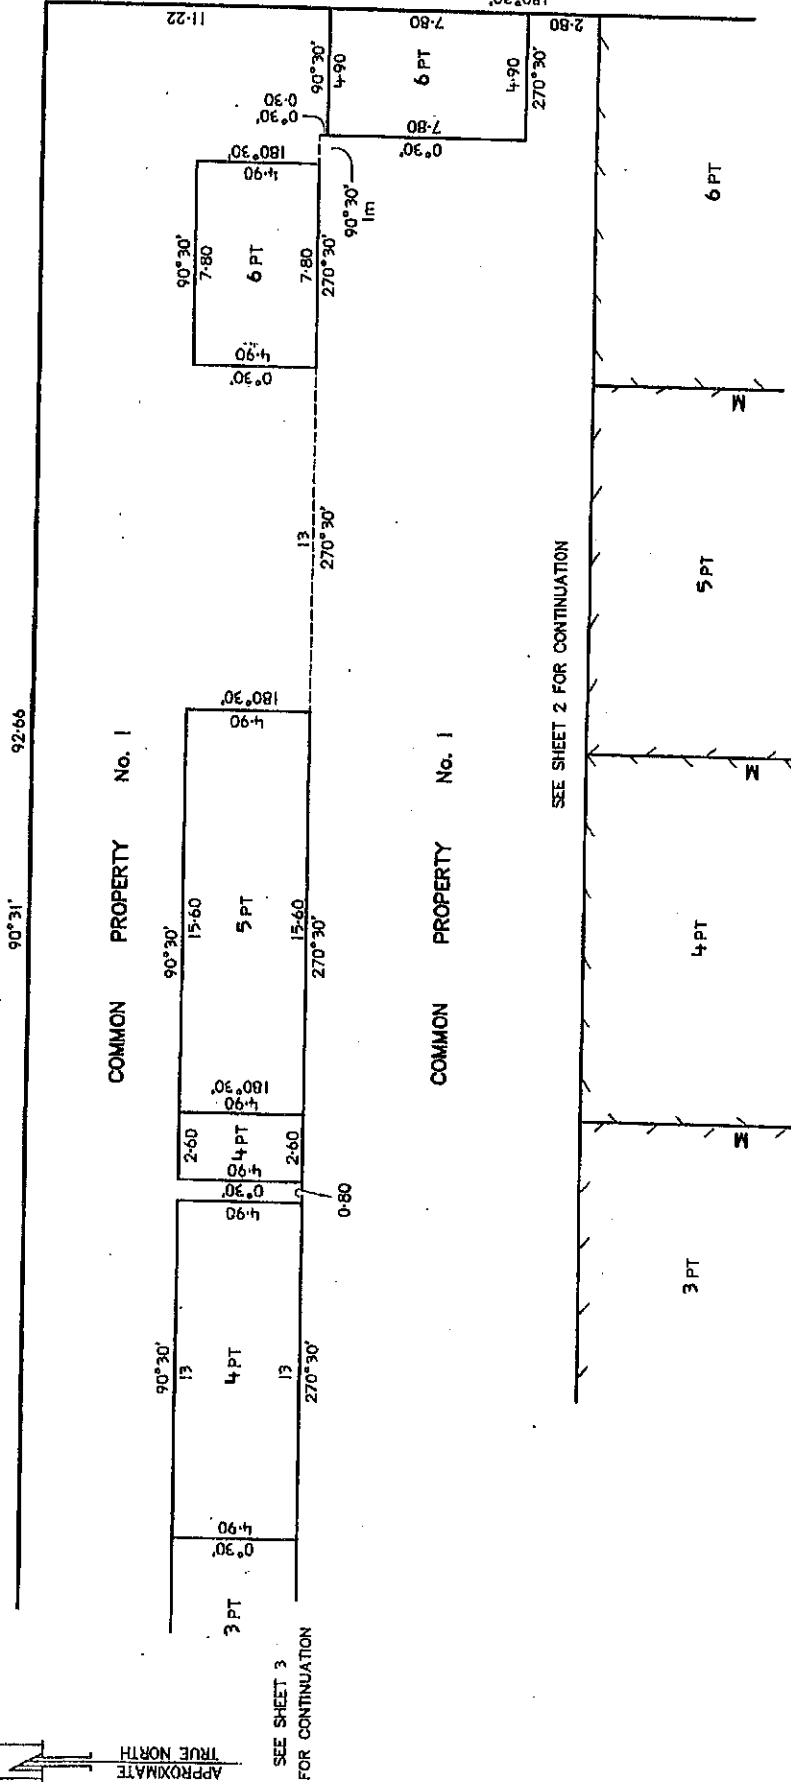 11·22
180°30'
7·80
2·80
90°30'
4·90
6 PT
4·90
270°30'
7·80
0°30'
0·30
0°30'
90°30'
1m
180°30'
4·90
90°30'
7·80
6 PT
7·80
270°30'
4·90
0°30'
6 PT
13
270°30'
M
5 PT
92·66
90°31'
COMMON PROPERTY No. 1
180°30'
4·90
90°30'
15·60
5 PT
15·60
270°30'
COMMON PROPERTY No. 1
SEE SHEET 2 FOR CONTINUATION
M
4 PT
180°30'
4·90
2·60
4 PT
2·60
4·90
0°30'
4·90
0·80
M
3 PT
90°30'
13
4 PT
13
270°30'
4·90
0°30'
3 PT
SEE SHEET 3
FOR CONTINUATION
APPROXIMATE
TRUE NORTH